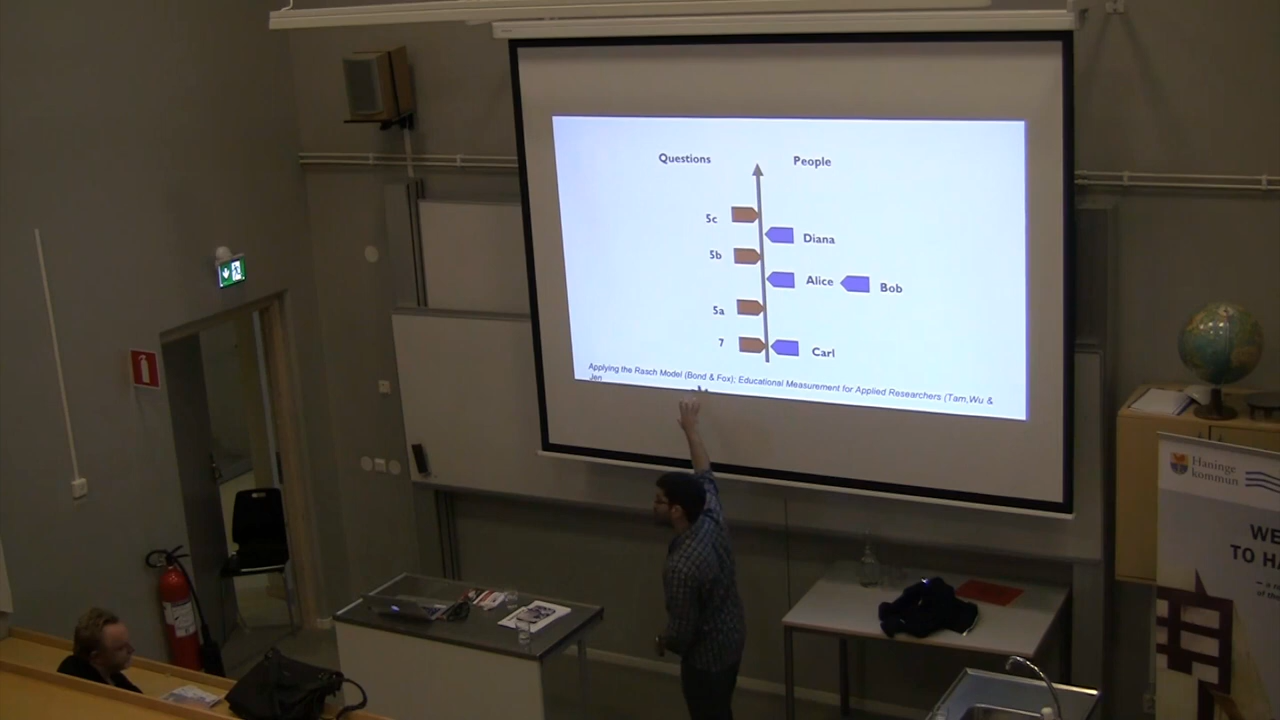 Questions People
5c
Diana
5b
Alice Bob
5a
7 Carl
Applying the Rasch Model (Bond & Fox); Educational Measurement for Applied Researchers (Tam,Wu &
Jen
Haninge
kommun
WE
TO HA